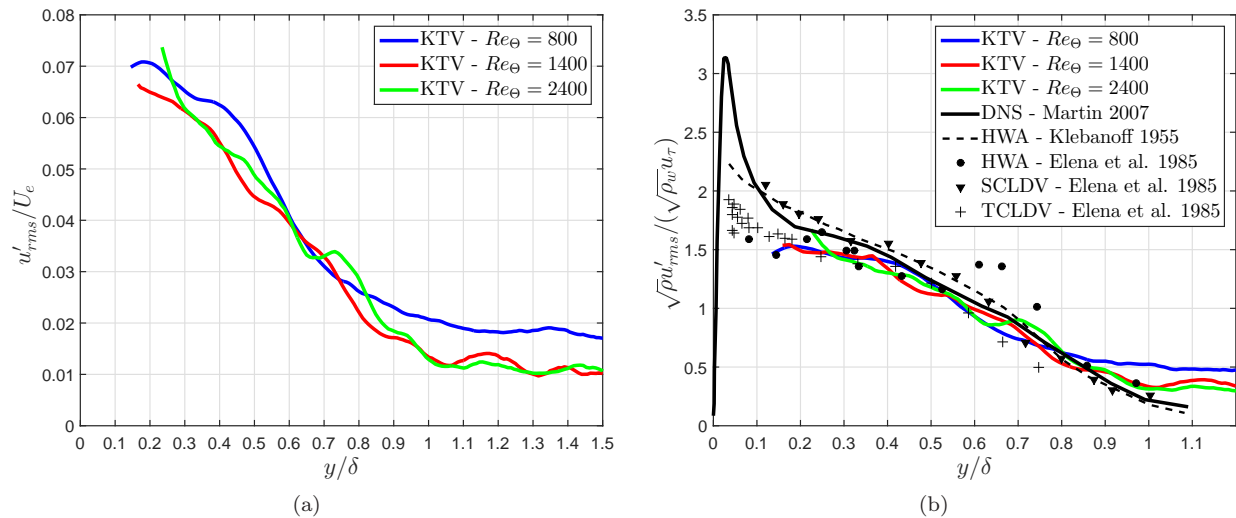 0.08
0.07
0.06
0.05
0.04
0.03
0.02
0.01
0
u′rms/Ue
0 0.1 0.2 0.3 0.4 0.5 0.6 0.7 0.8 0.9 1 1.1 1.2 1.3 1.4 1.5
y/δ
KTV - ReΘ = 800
KTV - ReΘ = 1400
KTV - ReΘ = 2400
(a)
3.5
3
2.5
2
1.5
1
0.5
0
√ρu′rms/(√ρwuτ)
0 0.1 0.2 0.3 0.4 0.5 0.6 0.7 0.8 0.9 1 1.1
y/δ
KTV - ReΘ = 800
KTV - ReΘ = 1400
KTV - ReΘ = 2400
DNS - Martin 2007
HWA - Klebanoff 1955
HWA - Elena et al. 1985
SCLDV - Elena et al. 1985
TCLDV - Elena et al. 1985
(b)